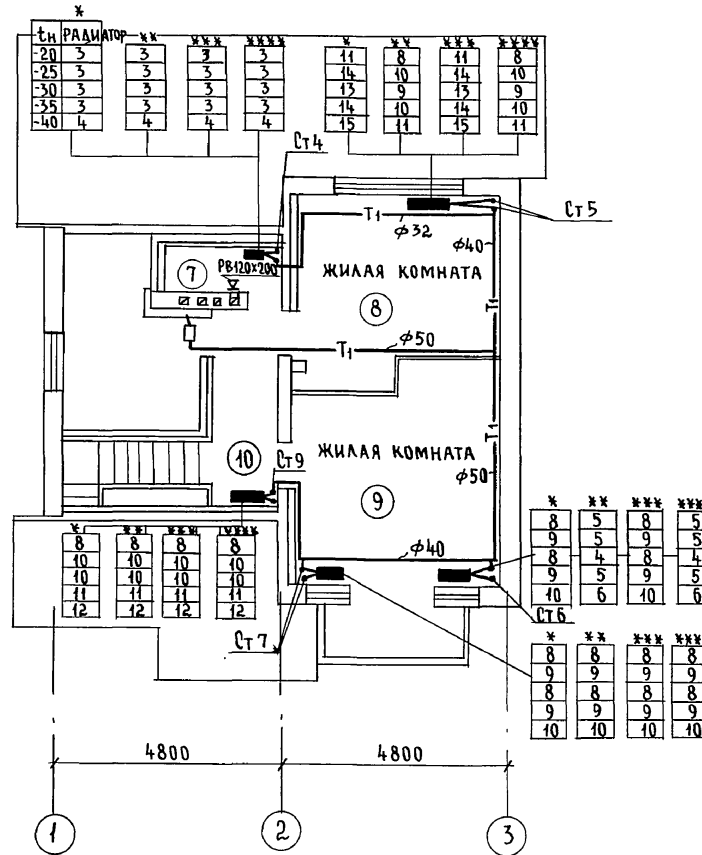 *
tн РАДИАТОР ** *** ****
-20 3 3 3 3
-25 3 3 3 3
-30 3 3 3 3
-35 3 3 3 3
-40 4 4 4 4
* ** *** ****
11 8 11 8
14 10 14 10
13 9 13 9
14 10 14 10
15 11 15 11
Ст4
Ст5
Т1
ф32
ф40
7
РВ120х200
ЖИЛАЯ КОМНАТА
8
Т1
ф50
Т1
Т1
ЖИЛАЯ КОМНАТА
10
Ст9
ф50
9
* ** *** ***
8 5 8 5
9 5 9 5
8 4 8 4
9 5 9 5
10 6 10 6
ф40
* ** *** ****
8 8 8 8
10 10 10 10
10 10 10 10
11 11 11 11
12 12 12 12
Ст6
Ст7
* ** *** ***
8 8 8 8
9 9 9 9
8 8 8 8
9 9 9 9
10 10 10 10
4800 4800
1 2 3